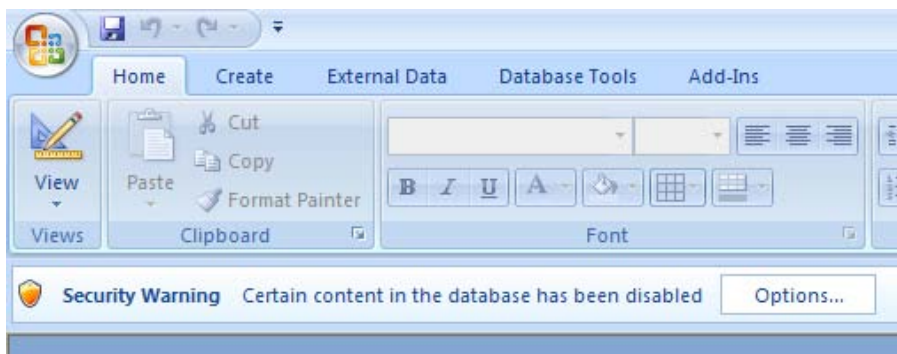 Home Create External Data Database Tools Add-Ins
Cut
Copy
View Paste Format Painter
B I U A
Views Clipboard Font
Security Warning Certain content in the database has been disabled Options...